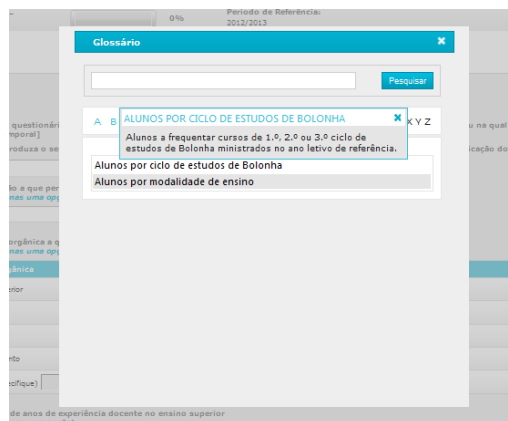 0%
Período de Referência:
2012/2013
Glossário
Pesquisar
A B
X Y Z
ALUNOS POR CICLO DE ESTUDOS DE BOLONHA
Alunos a frequentar cursos de 1.º, 2.º ou 3.º ciclo de
estudos de Bolonha ministrados no ano letivo de referência.
Alunos por ciclo de estudos de Bolonha
Alunos por modalidade de ensino
questionári
u na qual
mporal]
roduza o se
icação do
ão a que per
nas uma opç
orgânica a q
nas uma opç
gânica
erior
nto
ecifique)
de anos de experiência docente no ensino superior